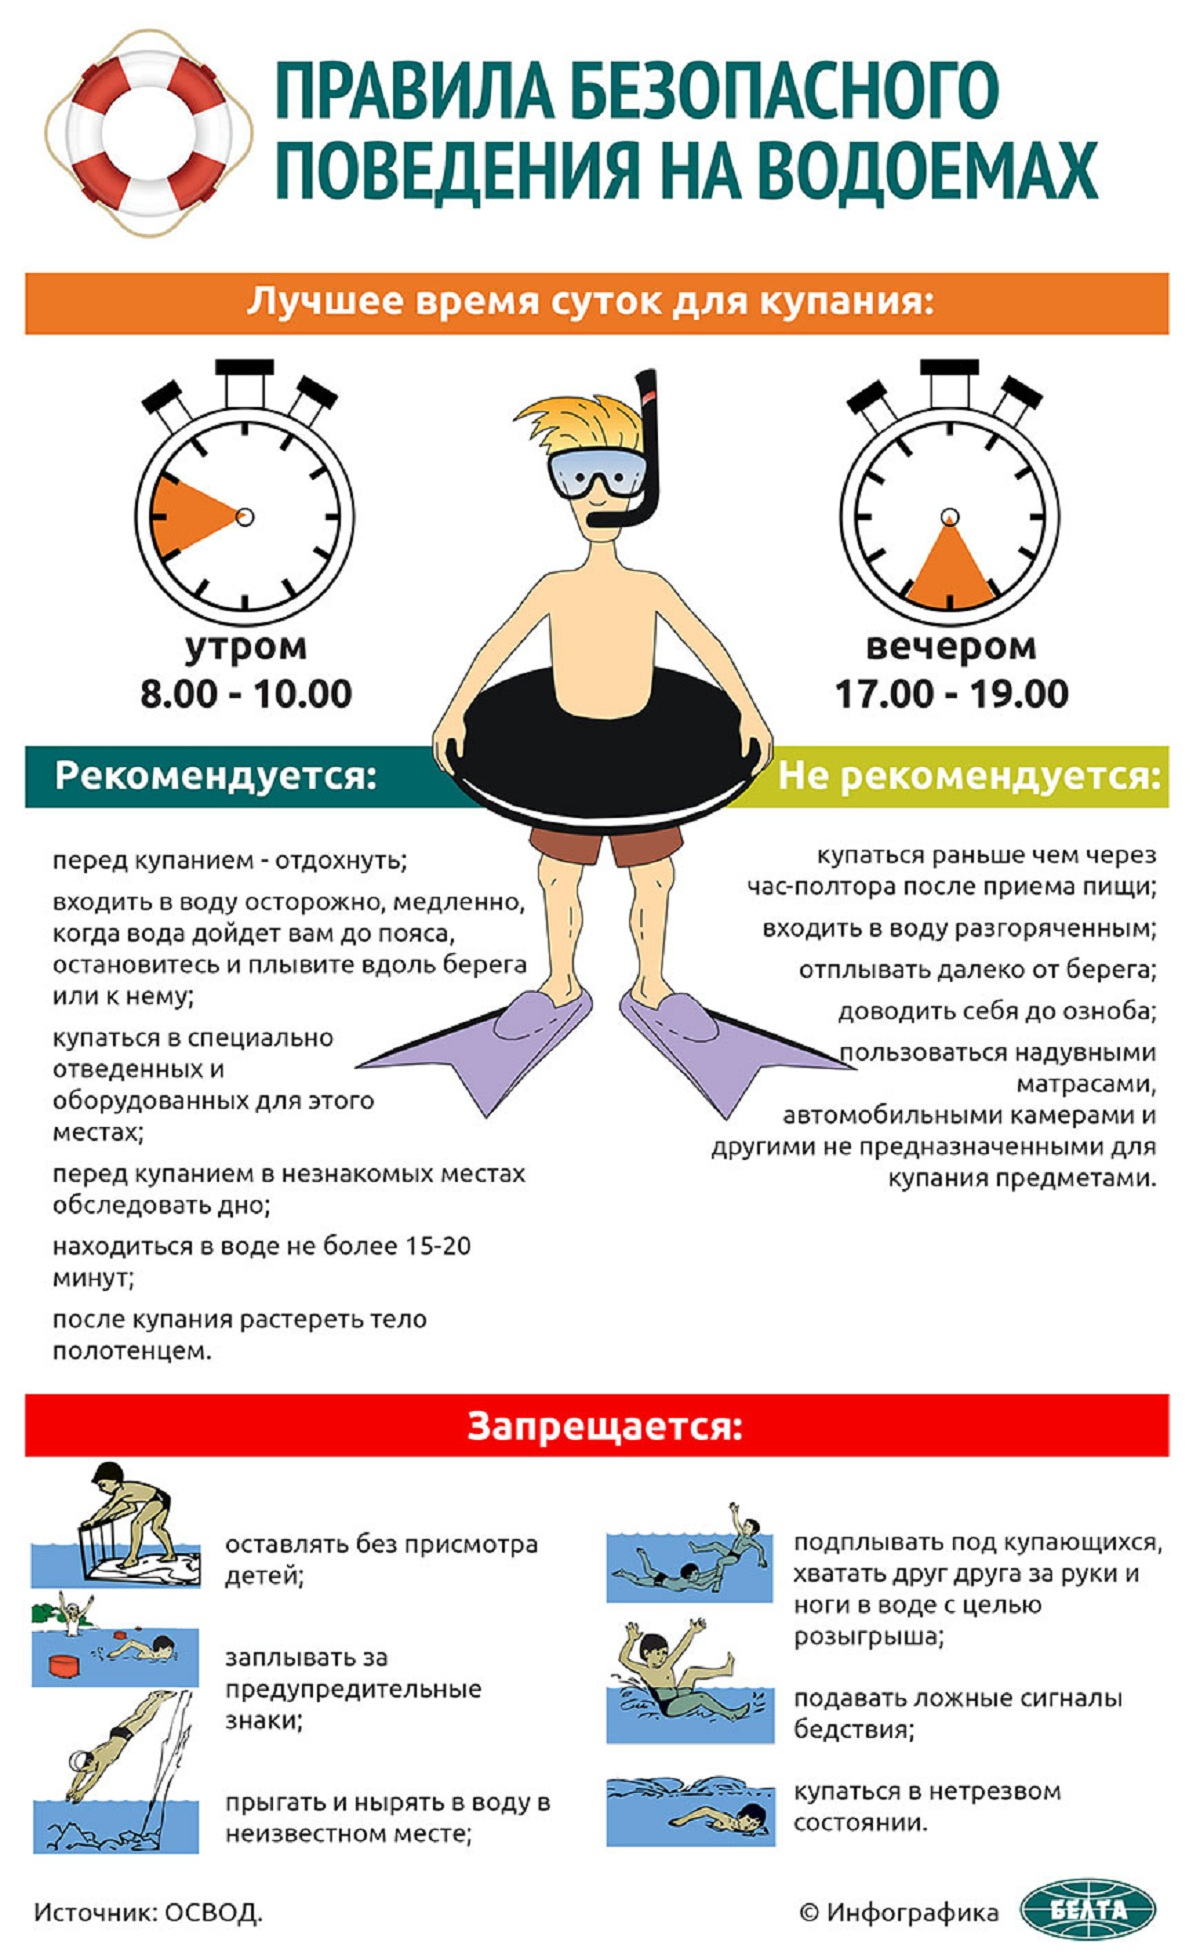 ПРАВИЛА БЕЗОПАСНОГО
ПОВЕДЕНИЯ НА ВОДОЕМАХ
Лучшее время суток для купания:
утром
8.00 - 10.00
вечером
17.00 - 19.00
Рекомендуется:
перед купанием - отдохнуть;
входить в воду осторожно, медленно,
когда вода дойдет вам до пояса,
остановитесь и плывите вдоль берега
или к нему;
купаться в специально
отведенных и
оборудованных для этого
местах;
перед купанием в незнакомых местах
обследовать дно;
находиться в воде не более 15-20
минут;
после купания растереть тело
полотенцем.
Не рекомендуется:
купаться раньше чем через
час-полтора после приема пищи;
входить в воду разгоряченным;
отплывать далеко от берега;
доводить себя до озноба;
пользоваться надувными
матрасами,
автомобильными камерами и
другими не предназначенными для
купания предметами.
Запрещается:
оставлять без присмотра
детей;
заплывать за
предупредительные
знаки;
прыгать и нырять в воду в
неизвестном месте;
подплывать под купающихся,
хватать друг друга за руки и
ноги в воде с целью
розыгрыша;
подавать ложные сигналы
бедствия;
купаться в нетрезвом
состоянии.
Источник: ОСВОД.
© Инфографика
БЕЛТА